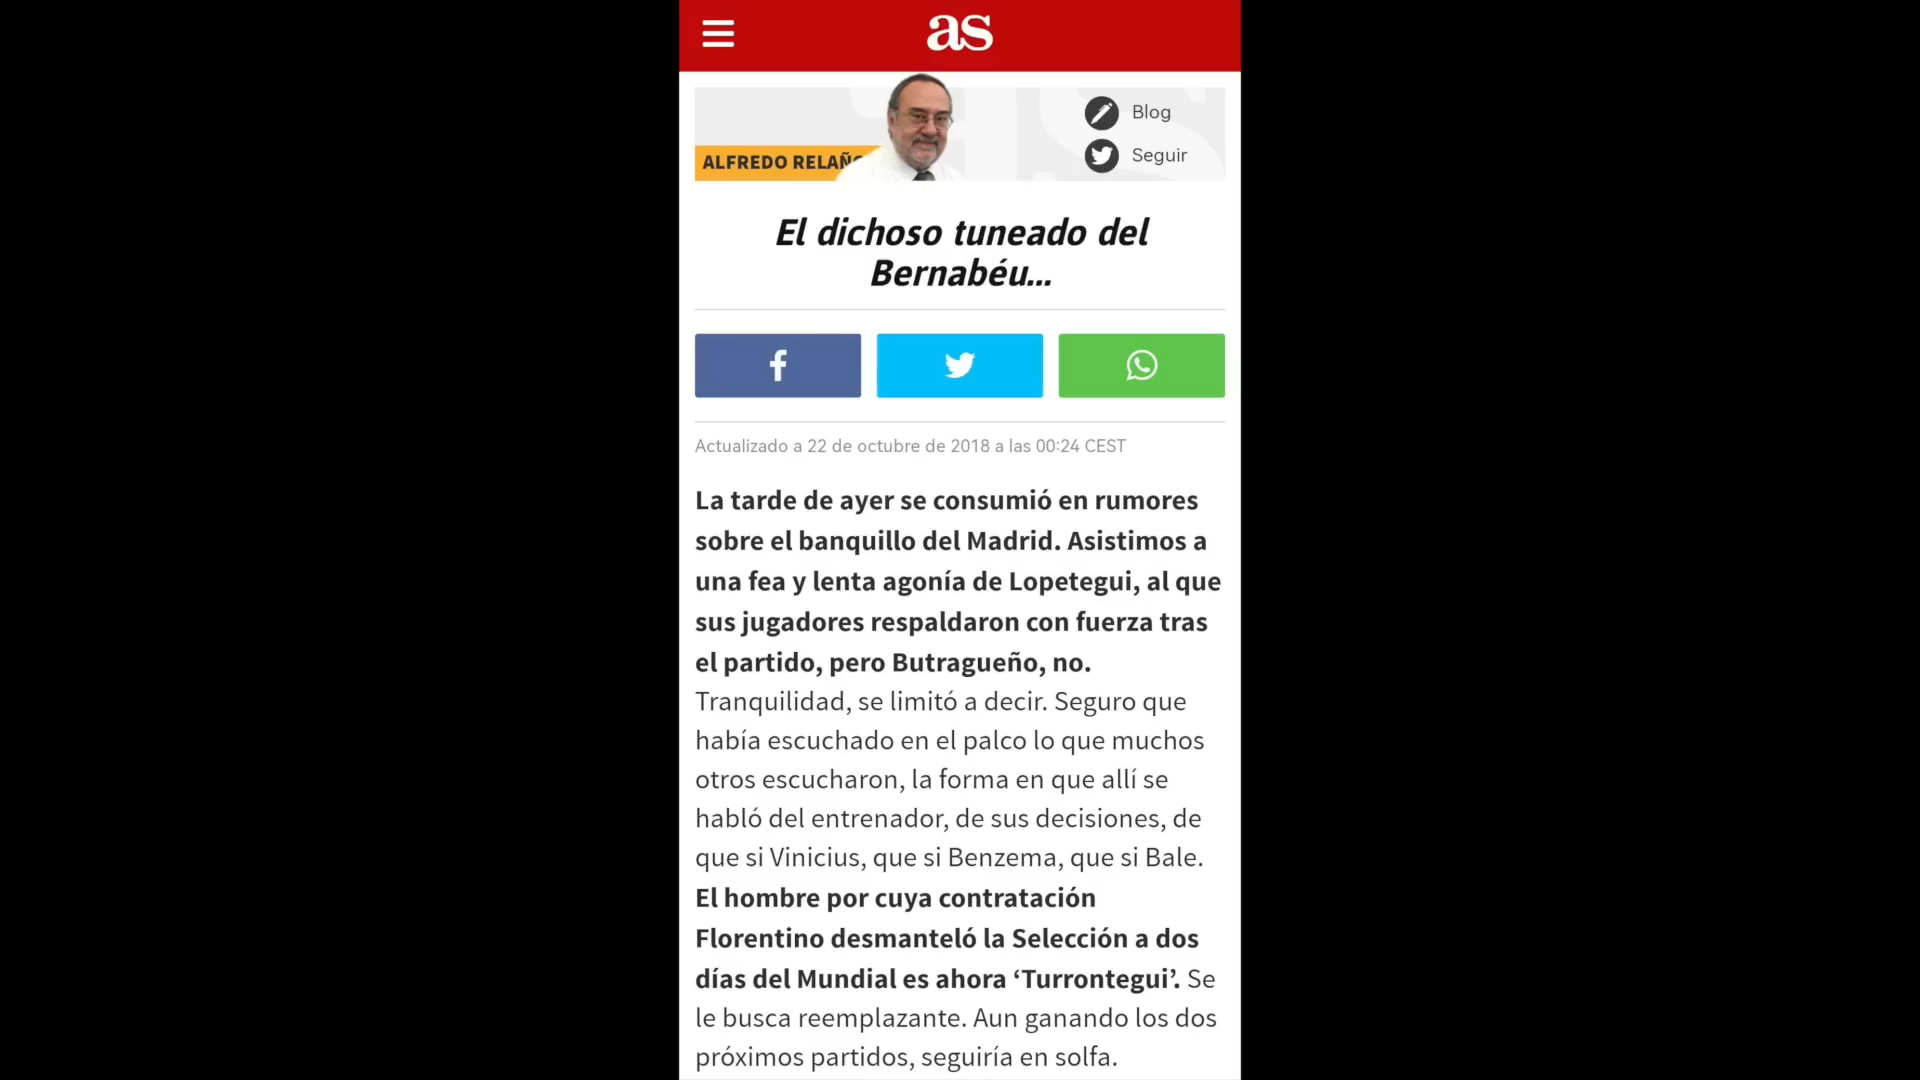 as
Blog
ALFREDO RELAÑO
Seguir
El dichoso tuneado del
Bernabéu...
Actualizado a 22 de octubre de 2018 a las 00:24 CEST
La tarde de ayer se consumió en rumores
sobre el banquillo del Madrid. Asistimos a
una fea y lenta agonía de Lopetegui, al que
sus jugadores respaldaron con fuerza tras
el partido, pero Butragueño, no.
Tranquilidad, se limitó a decir. Seguro que
había escuchado en el palco lo que muchos
otros escucharon, la forma en que allí se
habló del entrenador, de sus decisiones, de
que si Vinicius, que si Benzema, que si Bale.
El hombre por cuya contratación
Florentino desmanteló la Selección a dos
días del Mundial es ahora ‘Turrontegui’. Se
le busca reemplazante. Aun ganando los dos
próximos partidos, seguiría en solfa.